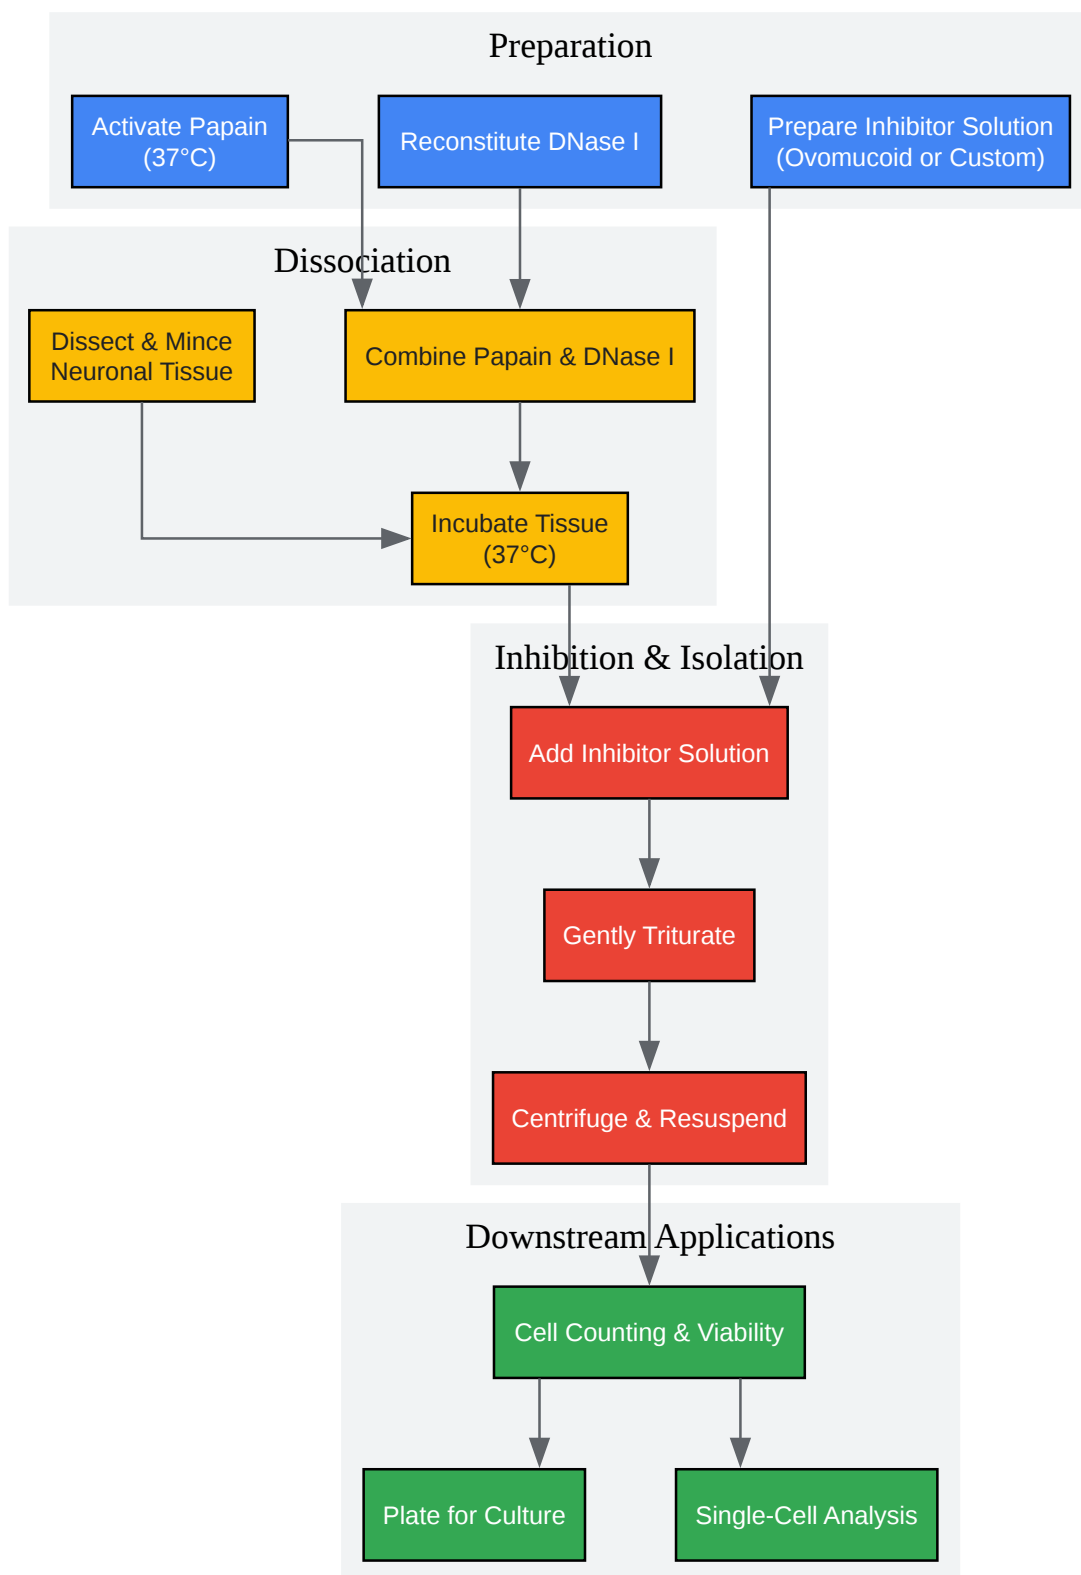 Preparation
Activate Papain
(37°C)
Reconstitute DNase I
Prepare Inhibitor Solution
(Ovomucoid or Custom)
Dissociation
Dissect & Mince
Neuronal Tissue
Combine Papain & DNase I
Incubate Tissue
(37°C)
Inhibition & Isolation
Add Inhibitor Solution
Gently Triturate
Centrifuge & Resuspend
Downstream Applications
Cell Counting & Viability
Plate for Culture
Single-Cell Analysis